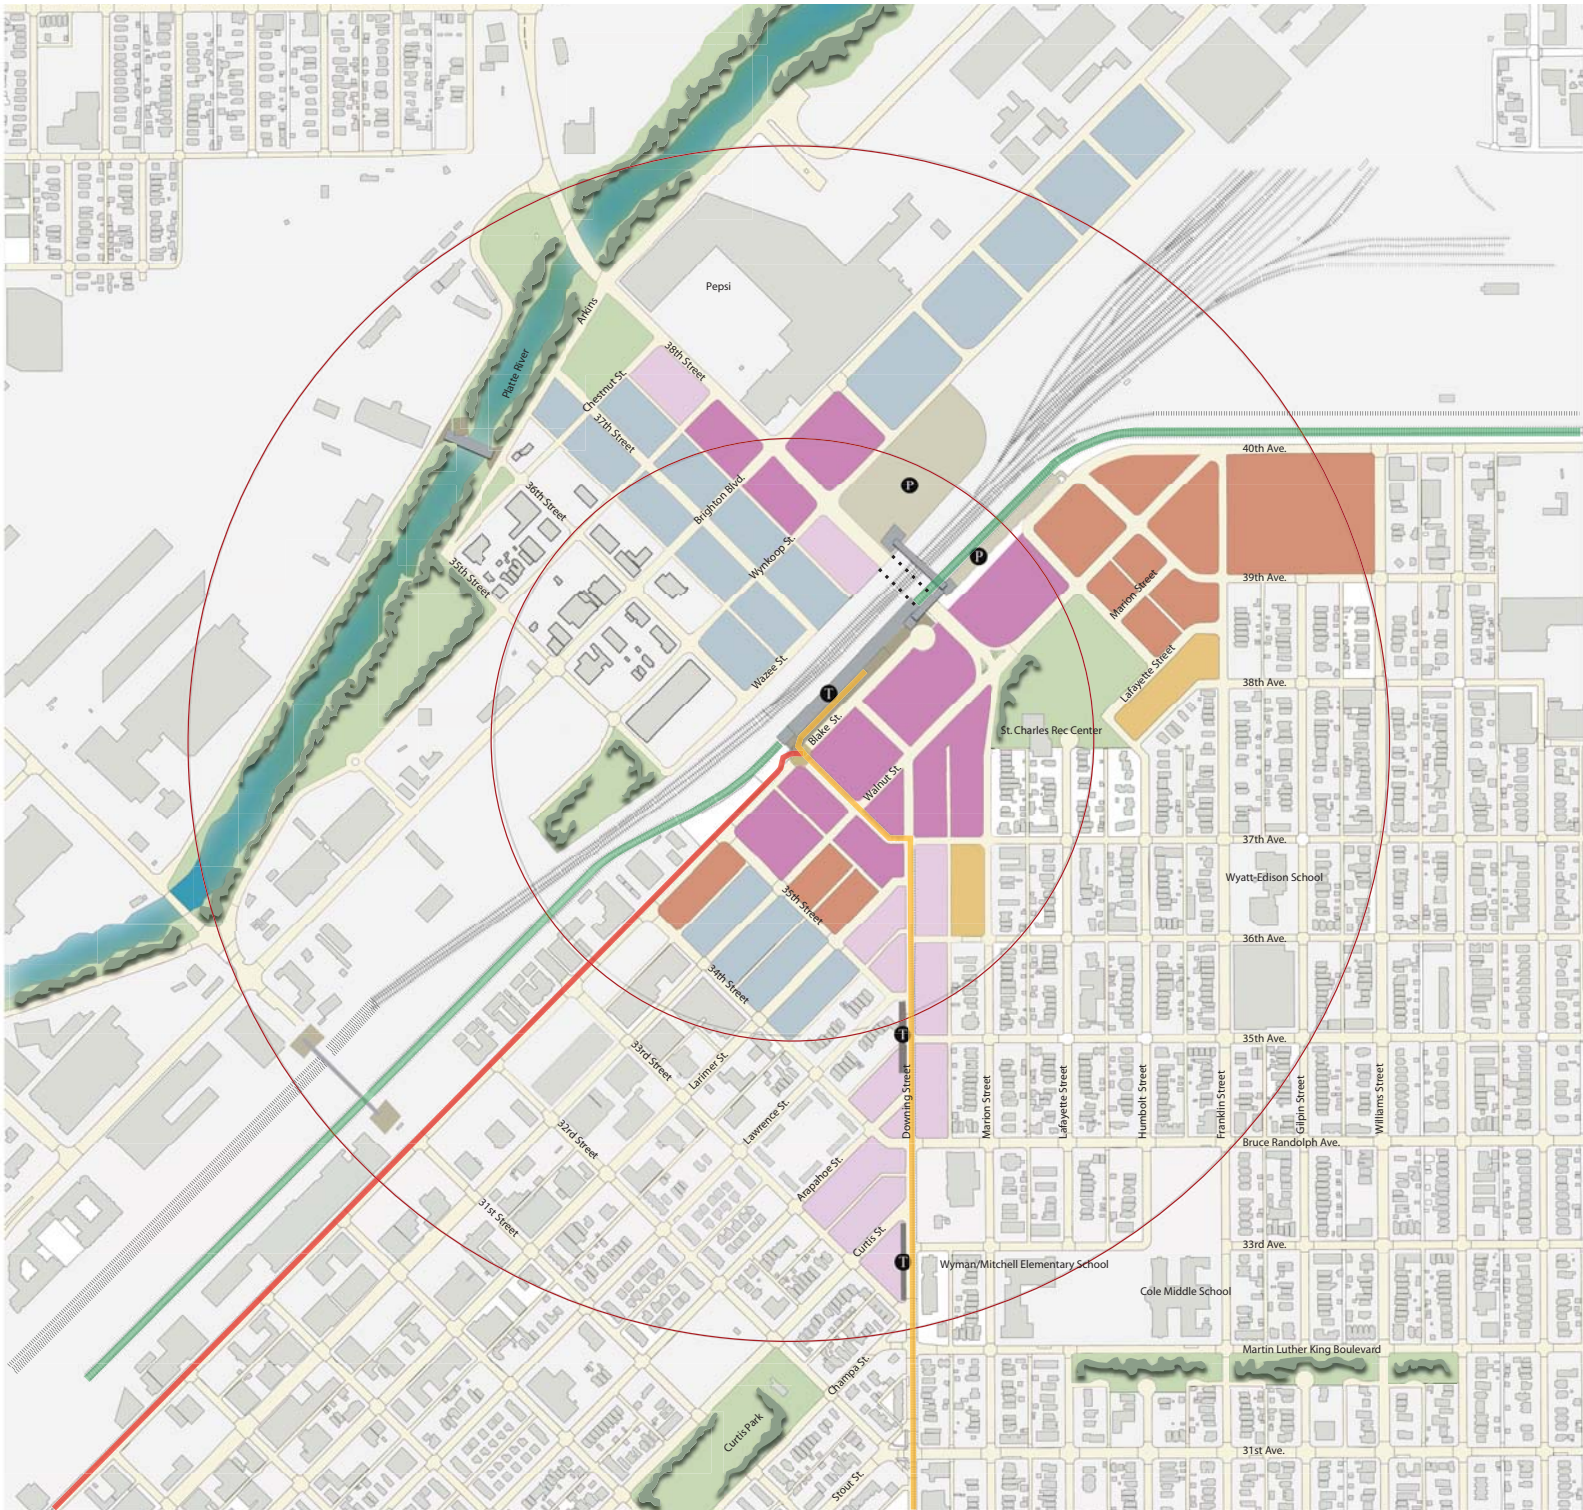 Pepsi
Arkins
Platte River
38th Street
Chestnut St.
37th Street
40th Ave.
Brighton Blvd.
P
36th Street
Wynkoop St.
P
35th Street
39th Ave.
Marion Street
Wazee St.
Lafayette Street
38th Ave.
T
Blake St.
St. Charles Rec Center
Walnut St.
37th Ave.
Wyatt-Edison School
35th Street
36th Ave.
34th Street
T
35th Ave.
33rd Street
Larimer St.
Downing Street
Marion Street
Lafayette Street
Humbolt Street
Franklin Street
Gilpin Street
Williams Street
Lawrence St.
32rd Street
Bruce Randolph Ave.
Arapahoe St.
31st Street
Curtis St.
33rd Ave.
T
Wyman/Mitchell Elementary School
Cole Middle School
Martin Luther King Boulevard
Champa St.
Curtis Park
31st Ave.
Stout St.